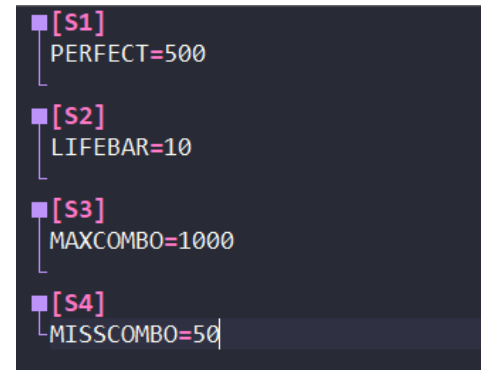 [S1]
PERFECT=500
[S2]
LIFEBAR=10
[S3]
MAXCOMBO=1000
[S4]
MISSCOMBO=50